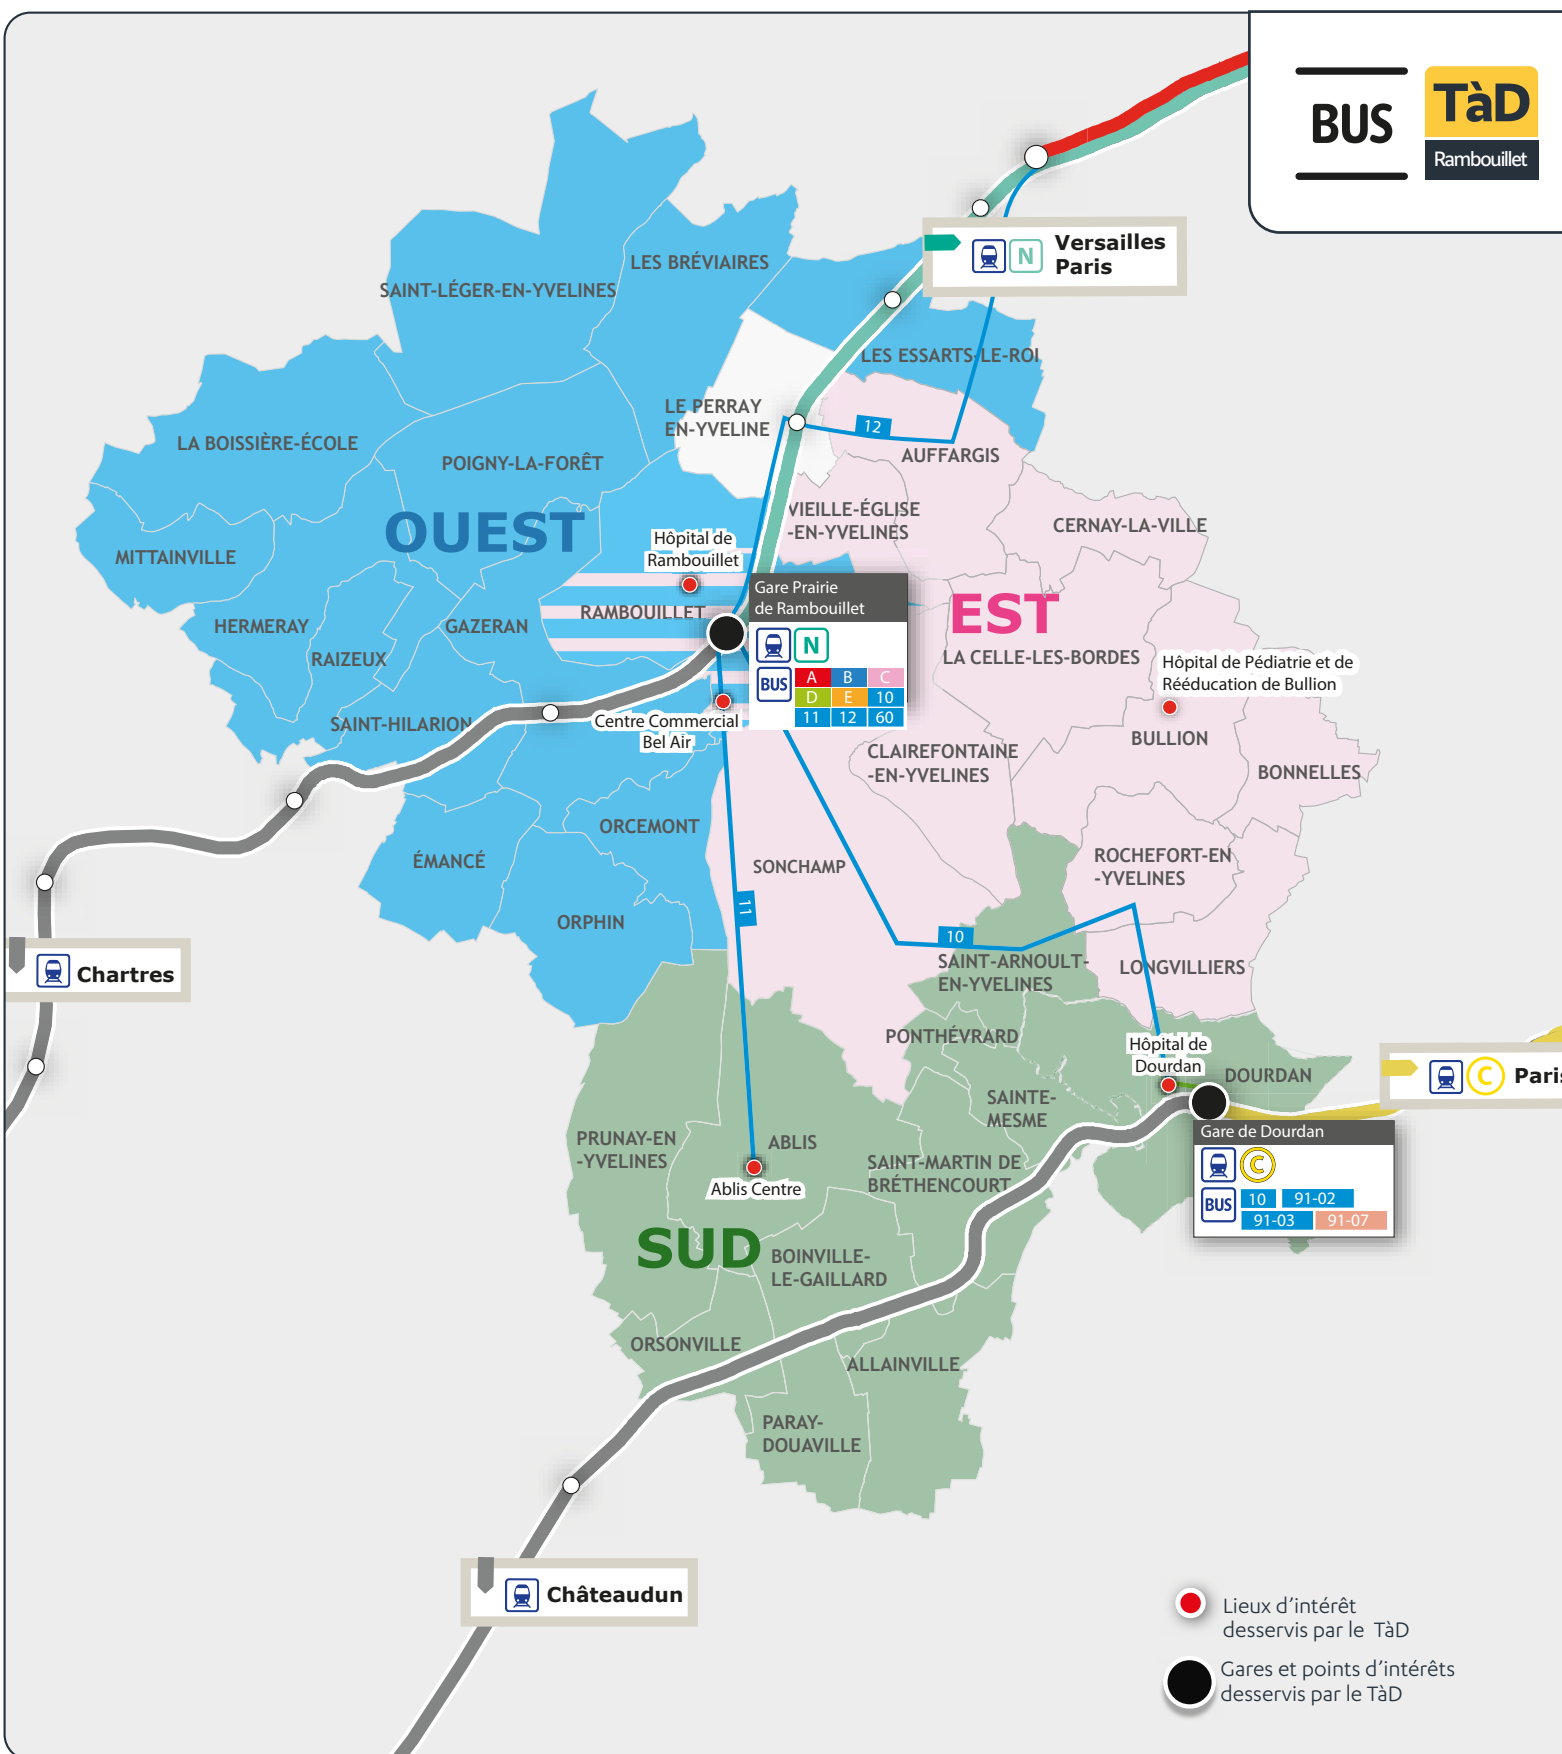 BUS
TàD
Rambouillet
Versailles
Paris
N
LES BRÉVIAIRES
SAINT-LÉGER-EN-YVELINES
LES ESSARTS-LE-ROI
LE PERRAY
EN-YVELINE
12
LA BOISSIÈRE-ÉCOLE
POIGNY-LA-FORÊT
AUFFARGIS
OUEST
VIEILLE-ÉGLISE
-EN-YVELINES
CERNAY-LA-VILLE
MITTAINVILLE
Hôpital de
Rambouillet
Gare Prairie
de Rambouillet
N
BUS
A
B
C
D
E
10
11
12
60
EST
HERMERAY
GAZERAN
RAMBOUILLET
RAIZEUX
LA CELLE-LES-BORDES
Hôpital de Pédiatrie et de
Rééducation de Bullion
SAINT-HILARION
Centre Commercial
Bel Air
BULLION
CLAIREFONTAINE
-EN-YVELINES
BONNELLES
ORCEMONT
ÉMANCÉ
SONCHAMP
ROCHEFORT-EN
-YVELINES
ORPHIN
11
10
SAINT-ARNOULT-
EN-YVELINES
LONGVILLIERS
Chartres
PONTHÉVRARD
Hôpital de
Dourdan
DOURDAN
C
Paris
SAINTE-
MESME
Gare de Dourdan
C
BUS
10
91-02
91-03
91-07
PRUNAY-EN
-YVELINES
ABLIS
SAINT-MARTIN DE
BRÉTHENCOURT
Ablis Centre
SUD
BOINVILLE-
LE-GAILLARD
ORSONVILLE
ALLAINVILLE
PARAY-
DOUAVILLE
Châteaudun
Lieux d'intérêt
desservis par le TàD
Gares et points d'intérêts
desservis par le TàD